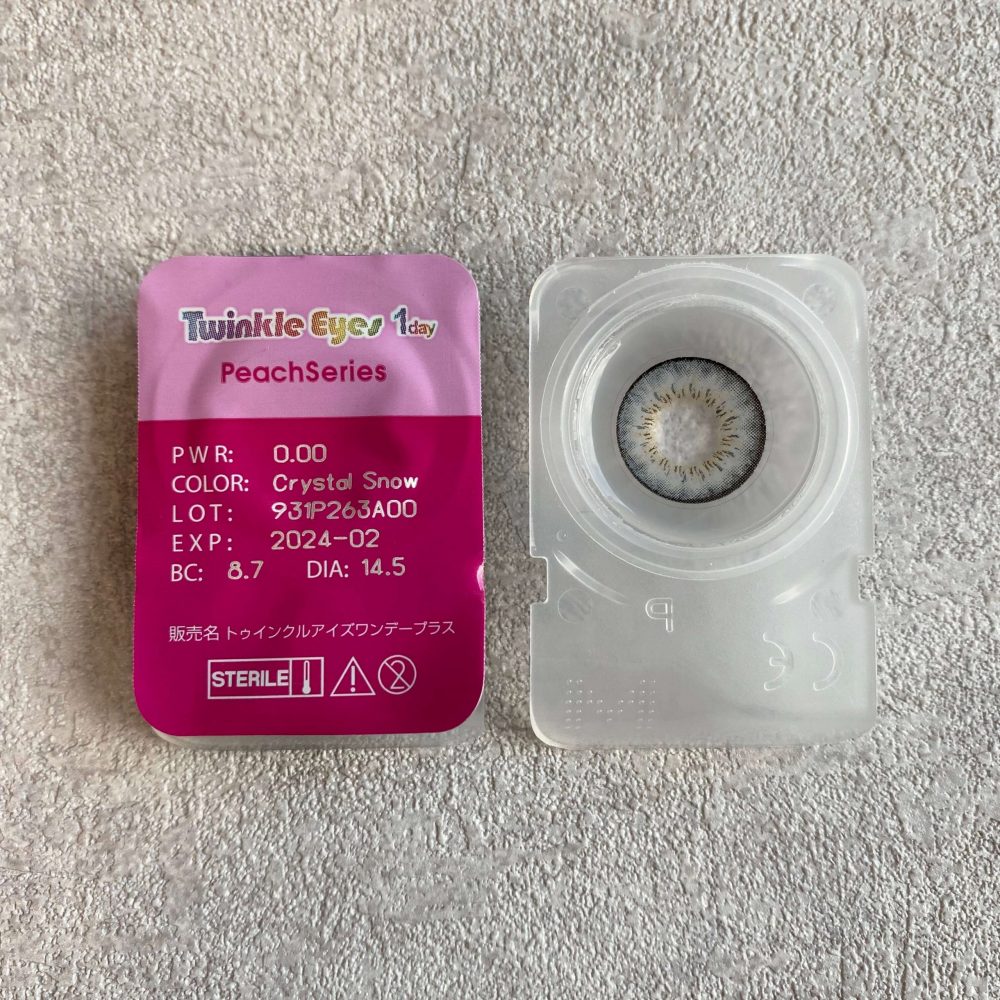 Twinkle Eyes 1day
PeachSeries
PWR: 0.00
COLOR: Crystal Snow
LOT: 931P263A00
EXP: 2024-02
BC: 8.7 DIA: 14.5
販売名 トゥインクルアイズワンデープラス
STERILE
2
P
CE